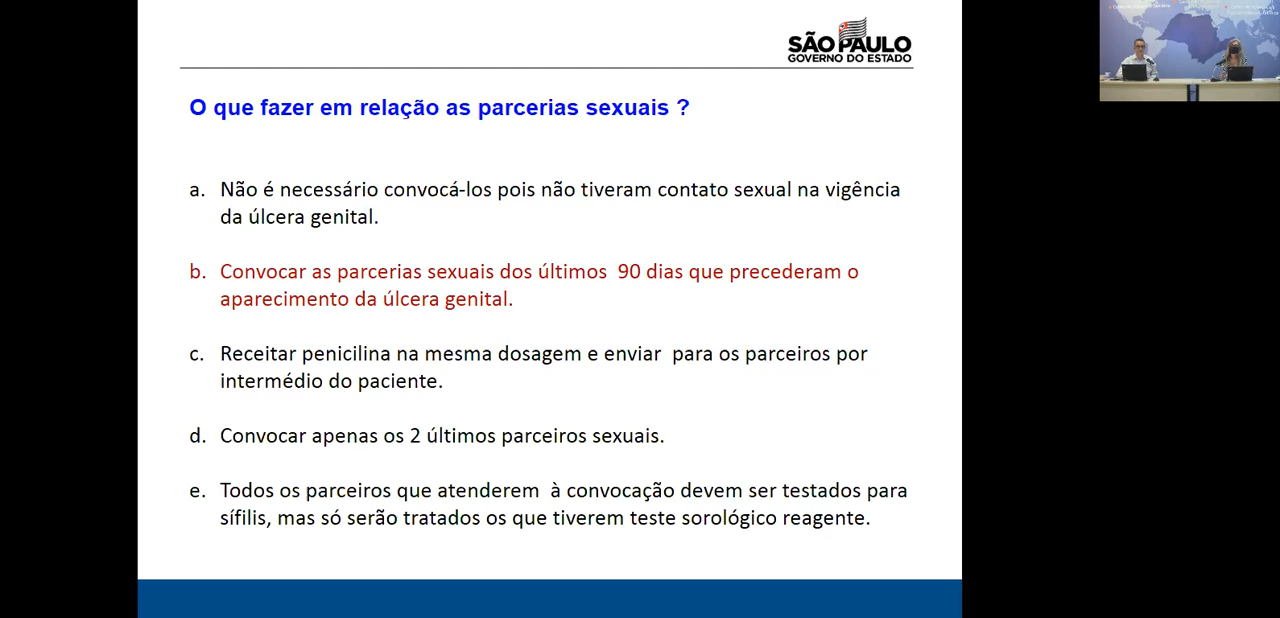 SÃO PAULO
GOVERNO DO ESTADO
O que fazer em relação as parcerias sexuais ?
a. Não é necessário convocá-los pois não tiveram contato sexual na vigência
da úlcera genital.
b. Convocar as parcerias sexuais dos últimos 90 dias que precederam o
aparecimento da úlcera genital.
c. Receitar penicilina na mesma dosagem e enviar para os parceiros por
intermédio do paciente.
d. Convocar apenas os 2 últimos parceiros sexuais.
e. Todos os parceiros que atenderem à convocação devem ser testados para
sífilis, mas só serão tratados os que tiverem teste sorológico reagente.